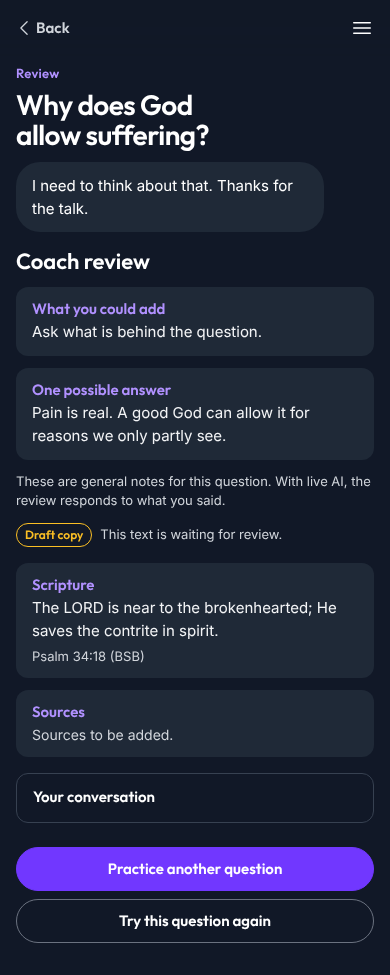 Back
Review
Why does God
allow suffering?
I need to think about that. Thanks for
the talk.
Coach review
What you could add
Ask what is behind the question.
One possible answer
Pain is real. A good God can allow it for
reasons we only partly see.
These are general notes for this question. With live AI, the
review responds to what you said.
Draft copy This text is waiting for review.
Scripture
The LORD is near to the brokenhearted; He
saves the contrite in spirit.
Psalm 34:18 (BSB)
Sources
Sources to be added.
Your conversation
Practice another question
Try this question again